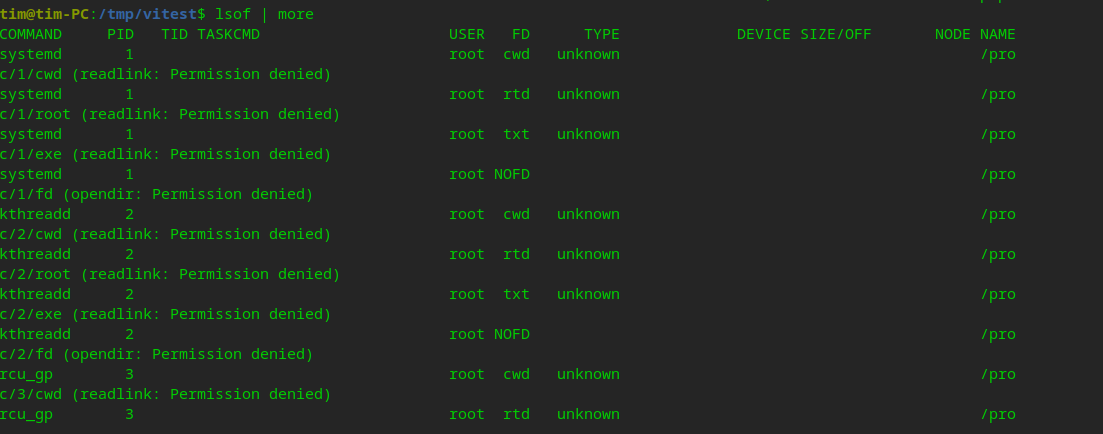 tim@tim-PC:/tmp/vitest$ lsof | more
COMMAND     PID   TID TASKCMD                     USER   FD      TYPE             DEVICE SIZE/OFF       NODE NAME
systemd       1                                   root  cwd   unknown                                        /pro
c/1/cwd (readlink: Permission denied)
systemd       1                                   root  rtd   unknown                                        /pro
c/1/root (readlink: Permission denied)
systemd       1                                   root  txt   unknown                                        /pro
c/1/exe (readlink: Permission denied)
systemd       1                                   root NOFD                                                  /pro
c/1/fd (opendir: Permission denied)
kthreadd      2                                   root  cwd   unknown                                        /pro
c/2/cwd (readlink: Permission denied)
kthreadd      2                                   root  rtd   unknown                                        /pro
c/2/root (readlink: Permission denied)
kthreadd      2                                   root  txt   unknown                                        /pro
c/2/exe (readlink: Permission denied)
kthreadd      2                                   root NOFD                                                  /pro
c/2/fd (opendir: Permission denied)
rcu_gp        3                                   root  cwd   unknown                                        /pro
c/3/cwd (readlink: Permission denied)
rcu_gp        3                                   root  rtd   unknown                                        /pro